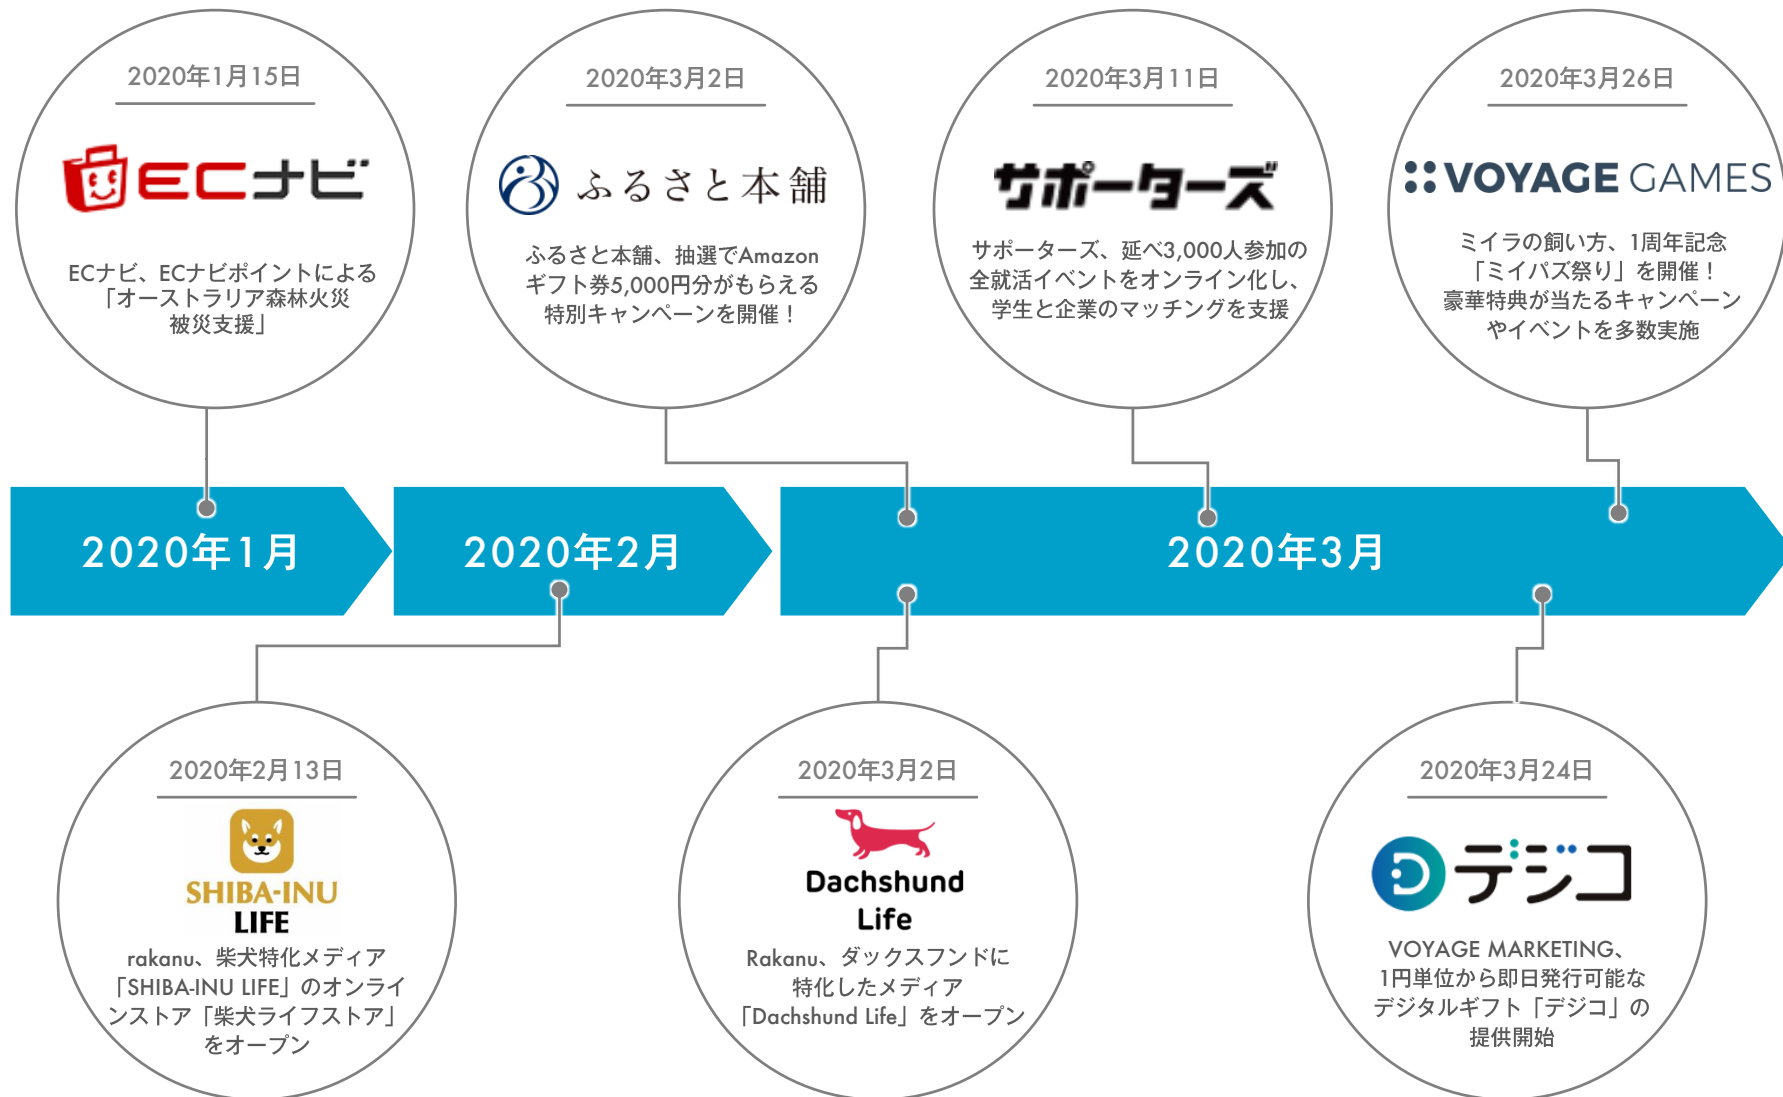 2020年1月15日
ECナビ
ECナビ、ECナビポイントによる
「オーストラリア森林火災
被災支援」
2020年3月2日
ふるさと本舗
ふるさと本舗、抽選でAmazon
ギフト券5,000円分がもらえる
特別キャンペーンを開催！
2020年3月11日
サポーターズ
サポーターズ、延べ3,000人参加の
全就活イベントをオンライン化し、
学生と企業のマッチングを支援
2020年3月26日
VOYAGE GAMES
ミイラの飼い方、1周年記念
「ミイパズ祭り」を開催！
豪華特典が当たるキャンペーン
やイベントを多数実施
2020年1月
2020年2月
2020年3月
2020年2月13日
SHIBA-INU
LIFE
rakanu、柴犬特化メディア
「SHIBA-INU LIFE」のオンライ
ンストア「柴犬ライフストア」
をオープン
2020年3月2日
Dachshund
Life
Rakanu、ダックスフンドに
特化したメディア
「Dachshund Life」をオープン
2020年3月24日
デジコ
VOYAGE MARKETING、
1円単位から即日発行可能な
デジタルギフト「デジコ」の
提供開始